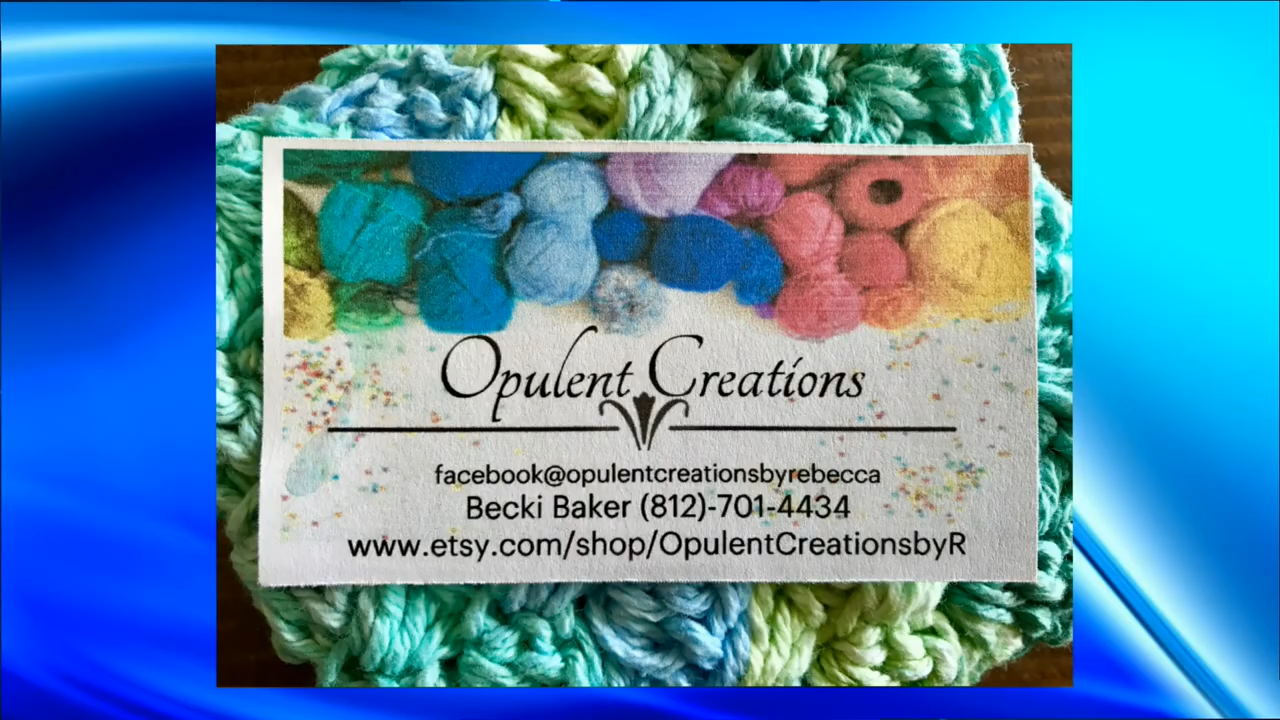 Opulent Creations
facebook@opulentcreationsbyrebecca
Becki Baker (812)-701-4434
www.etsy.com/shop/OpulentCreationsbyR